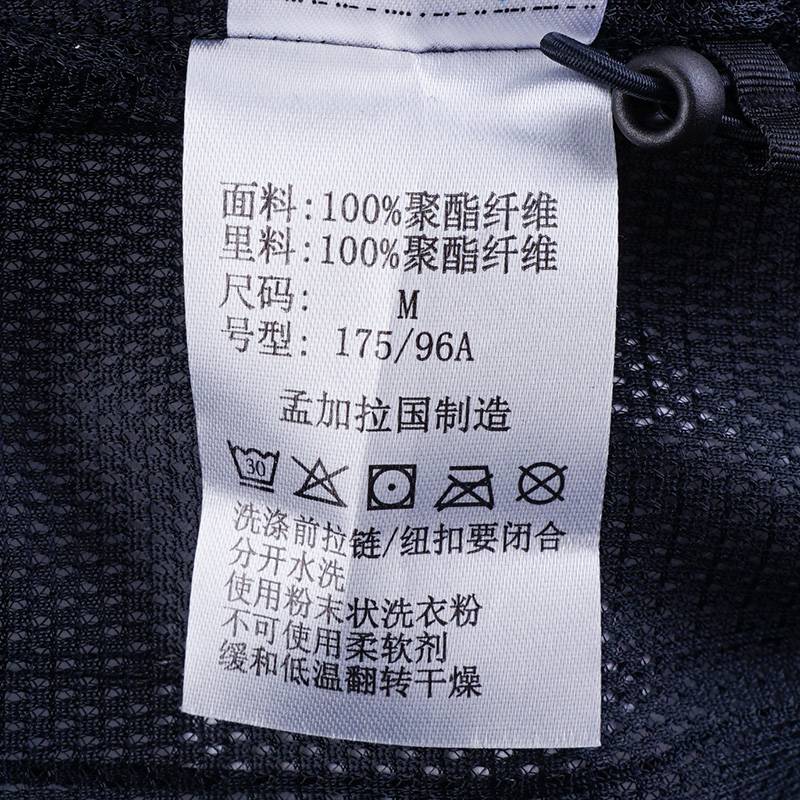 面料:100%聚酯纤维
里料:100%聚酯纤维
尺码: M
号型: 175/96A
孟加拉国制造
30
洗涤前拉链/纽扣要闭合
分开水洗
使用粉末状洗衣粉
不可使用柔软剂
缓和低温翻转干燥